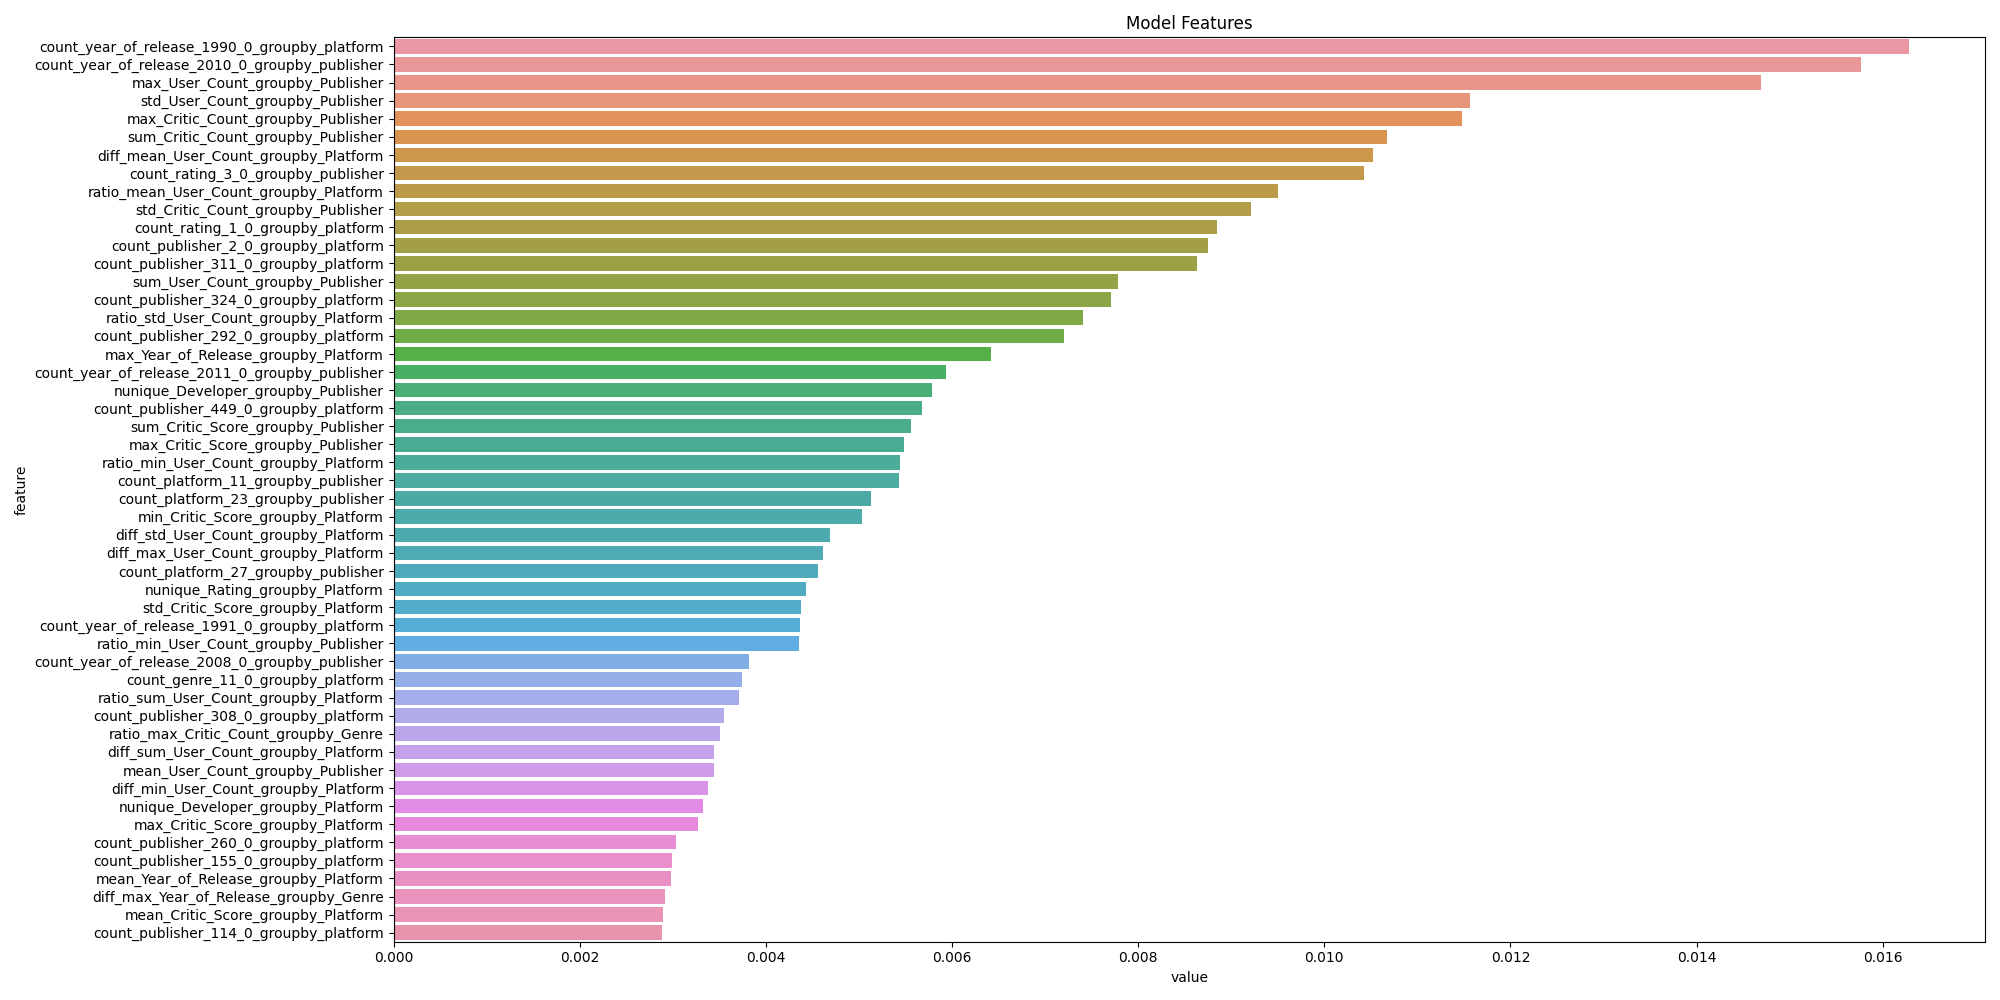 Model Features
count_year_of_release_1990_0_groupby_platform
count_year_of_release_2010_0_groupby_publisher
max_User_Count_groupby_Publisher
std_User_Count_groupby_Publisher
max_Critic_Count_groupby_Publisher
sum_Critic_Count_groupby_Publisher
diff_mean_User_Count_groupby_Platform
count_rating_3_0_groupby_publisher
ratio_mean_User_Count_groupby_Platform
std_Critic_Count_groupby_Publisher
count_rating_1_0_groupby_platform
count_publisher_2_0_groupby_platform
count_publisher_311_0_groupby_platform
sum_User_Count_groupby_Publisher
count_publisher_324_0_groupby_platform
ratio_std_User_Count_groupby_Platform
count_publisher_292_0_groupby_platform
max_Year_of_Release_groupby_Platform
count_year_of_release_2011_0_groupby_publisher
nunique_Developer_groupby_Publisher
count_publisher_449_0_groupby_platform
sum_Critic_Score_groupby_Publisher
max_Critic_Score_groupby_Publisher
ratio_min_User_Count_groupby_Platform
count_platform_11_groupby_publisher
count_platform_23_groupby_publisher
min_Critic_Score_groupby_Platform
diff_std_User_Count_groupby_Platform
diff_max_User_Count_groupby_Platform
count_platform_27_groupby_publisher
nunique_Rating_groupby_Platform
std_Critic_Score_groupby_Platform
count_year_of_release_1991_0_groupby_platform
ratio_min_User_Count_groupby_Publisher
count_year_of_release_2008_0_groupby_publisher
count_genre_11_0_groupby_platform
ratio_sum_User_Count_groupby_Platform
count_publisher_308_0_groupby_platform
ratio_max_Critic_Count_groupby_Genre
diff_sum_User_Count_groupby_Platform
mean_User_Count_groupby_Publisher
diff_min_User_Count_groupby_Platform
nunique_Developer_groupby_Platform
max_Critic_Score_groupby_Platform
count_publisher_260_0_groupby_platform
count_publisher_155_0_groupby_platform
mean_Year_of_Release_groupby_Platform
diff_max_Year_of_Release_groupby_Genre
mean_Critic_Score_groupby_Platform
count_publisher_114_0_groupby_platform
feature
0.000 0.002 0.004 0.006 0.008 0.010 0.012 0.014 0.016
value